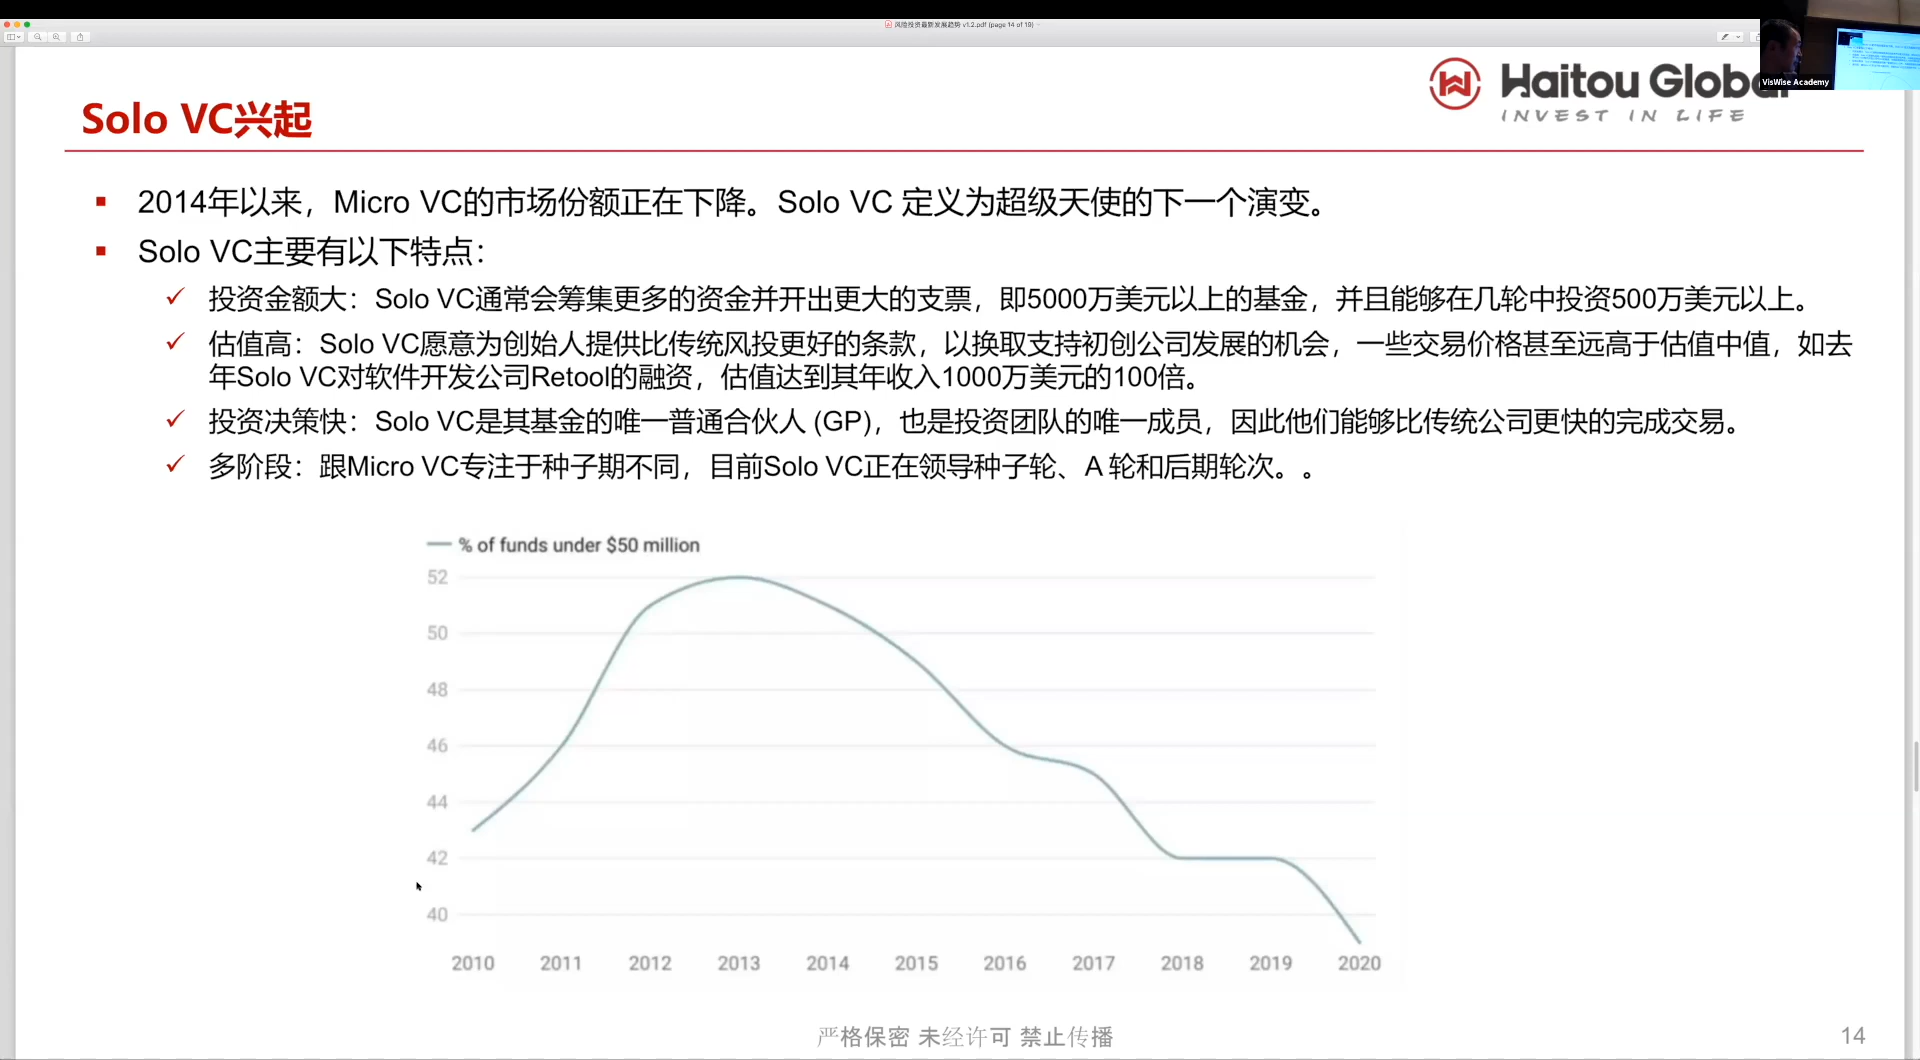 风险投资最新发展趋势 v1.2.pdf (page 14 of 19)
VisWise Academy
Haitou Global
INVEST IN LIFE
Solo VC兴起
2014年以来，Micro VC的市场份额正在下降。Solo VC 定义为超级天使的下一个演变。
Solo VC主要有以下特点：
投资金额大：Solo VC通常会筹集更多的资金并开出更大的支票，即5000万美元以上的基金，并且能够在几轮中投资500万美元以上。
估值高：Solo VC愿意为创始人提供比传统风投更好的条款，以换取支持初创公司发展的机会，一些交易价格甚至远高于估值中值，如去
年Solo VC对软件开发公司Retool的融资，估值达到其年收入1000万美元的100倍。
投资决策快：Solo VC是其基金的唯一普通合伙人 (GP)，也是投资团队的唯一成员，因此他们能够比传统公司更快的完成交易。
多阶段：跟Micro VC专注于种子期不同，目前Solo VC正在领导种子轮、A 轮和后期轮次。。
% of funds under $50 million
52
50
48
46
44
42
40
2010 2011 2012 2013 2014 2015 2016 2017 2018 2019 2020
严格保密 未经许可 禁止传播
14